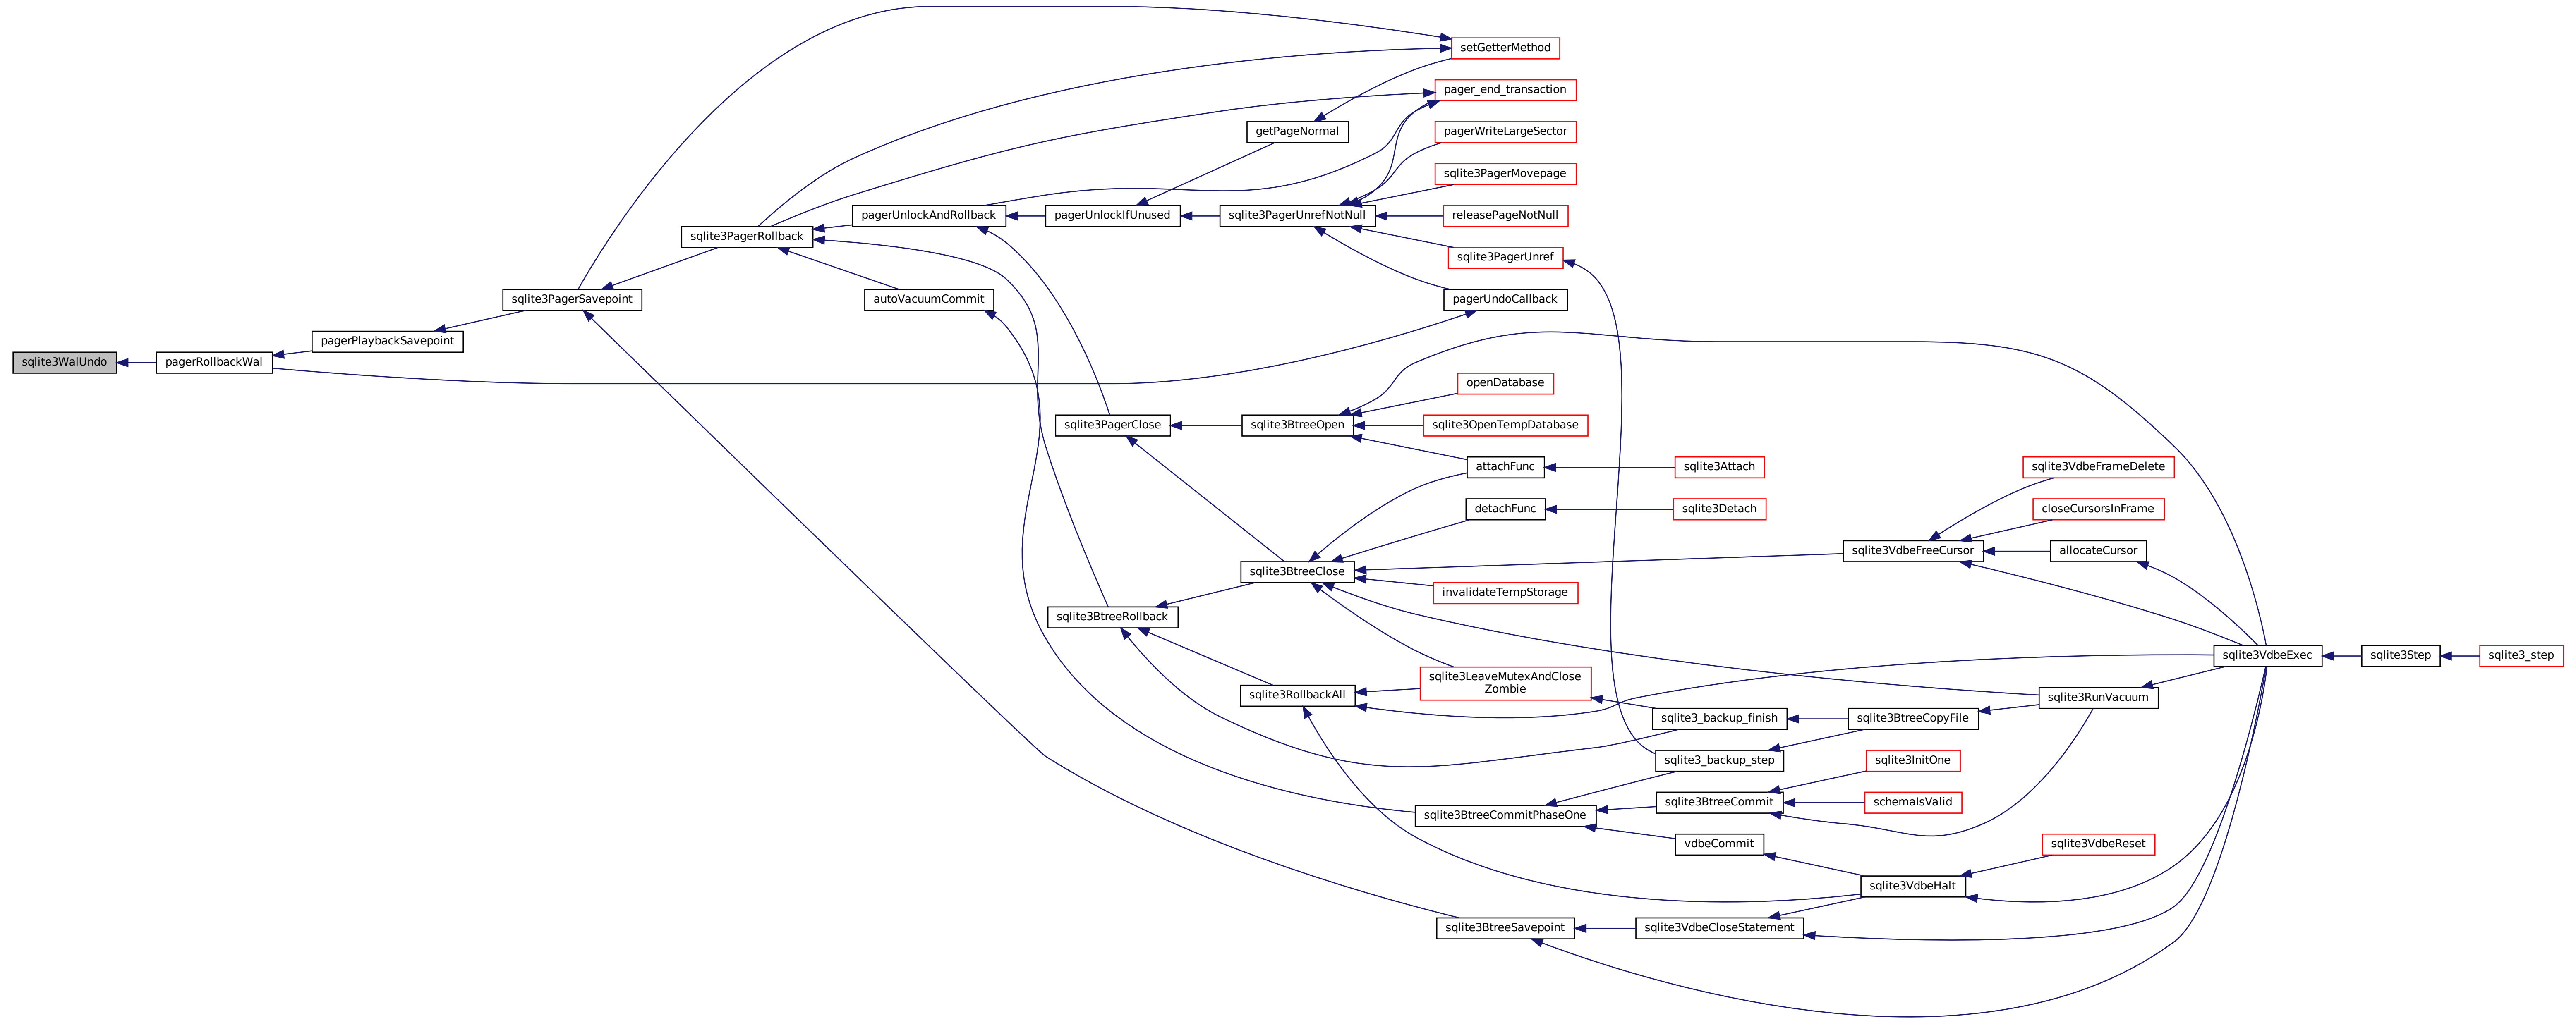 setGetterMethod
pager_end_transaction
getPageNormal
pagerWriteLargeSector
sqlite3PagerMovepage
pagerUnlockAndRollback
pagerUnlockIfUnused
sqlite3PagerUnrefNotNull
releasePageNotNull
sqlite3PagerRollback
sqlite3PagerUnref
sqlite3PagerSavepoint
autoVacuumCommit
pagerUndoCallback
pagerPlaybackSavepoint
sqlite3WalUndo
pagerRollbackWal
openDatabase
sqlite3PagerClose
sqlite3BtreeOpen
sqlite3OpenTempDatabase
attachFunc
sqlite3Attach
sqlite3VdbeFrameDelete
detachFunc
sqlite3Detach
closeCursorsInFrame
sqlite3VdbeFreeCursor
allocateCursor
sqlite3BtreeClose
invalidateTempStorage
sqlite3BtreeRollback
sqlite3VdbeExec
sqlite3Step
sqlite3_step
sqlite3LeaveMutexAndClose
Zombie
sqlite3RollbackAll
sqlite3RunVacuum
sqlite3_backup_finish
sqlite3BtreeCopyFile
sqlite3_backup_step
sqlite3InitOne
sqlite3BtreeCommitPhaseOne
sqlite3BtreeCommit
schemaIsValid
vdbeCommit
sqlite3VdbeReset
sqlite3VdbeHalt
sqlite3BtreeSavepoint
sqlite3VdbeCloseStatement